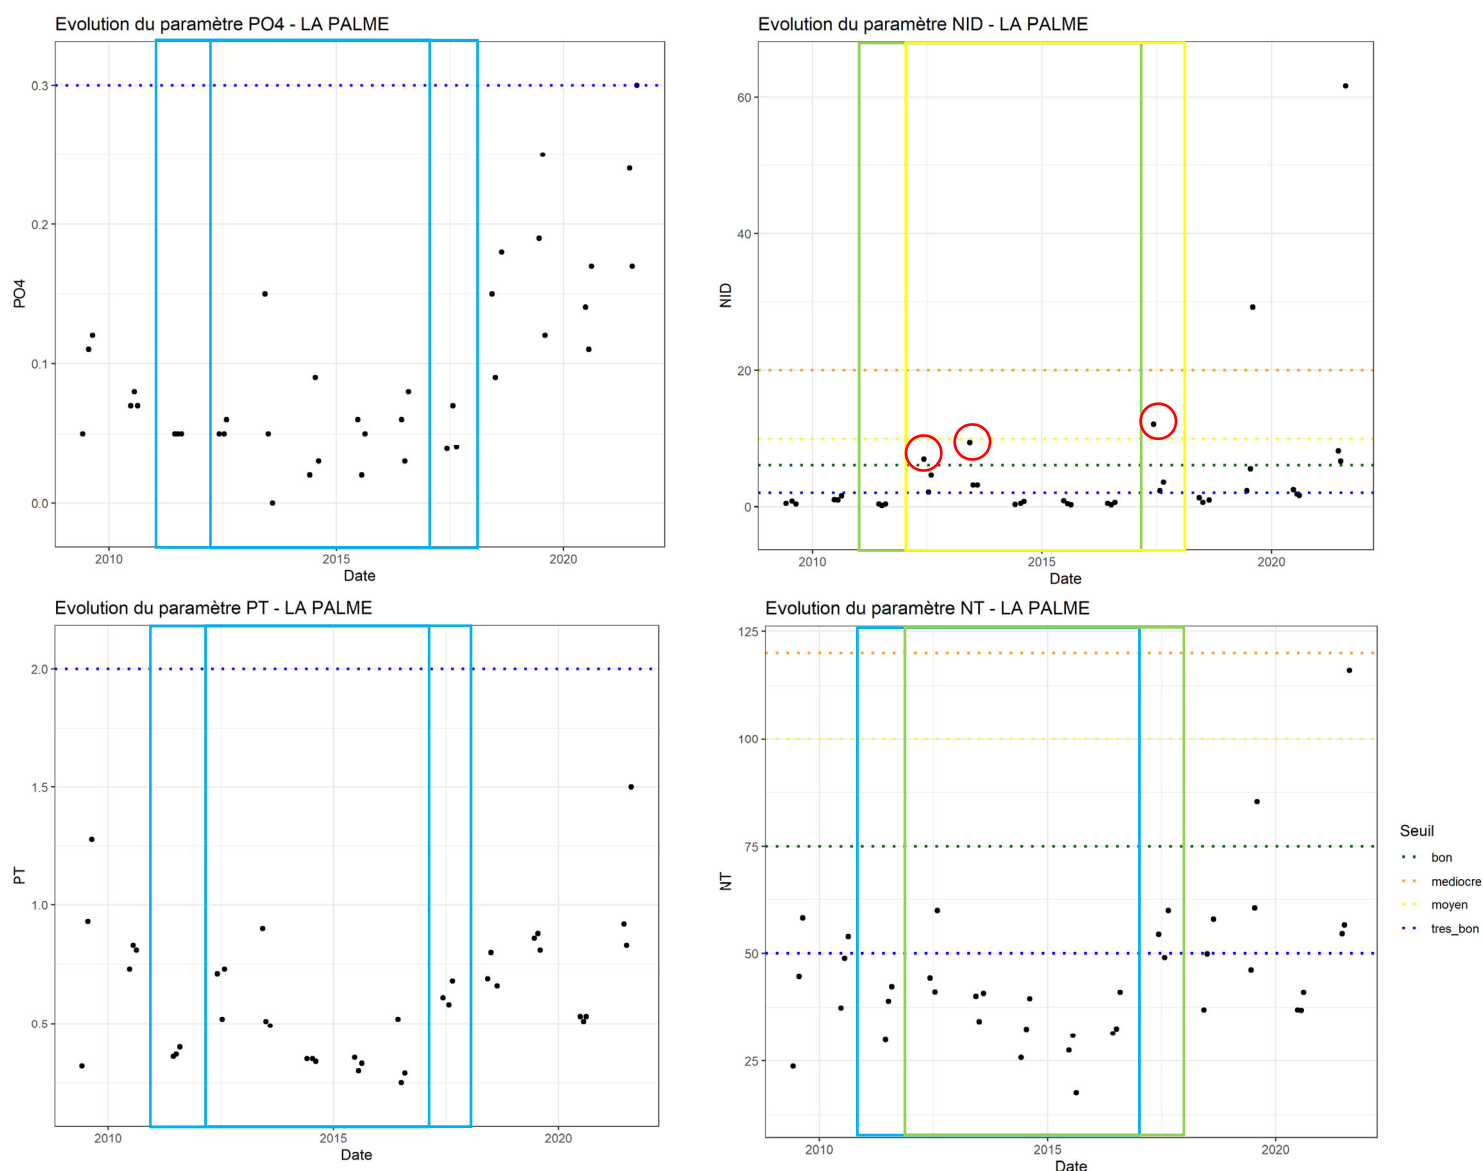 Evolution du paramètre PO4 - LA PALME
0.3
0.2
0.1
0.0
PO4
2010
2015
2020
Date
Evolution du paramètre NID - LA PALME
60
40
20
0
NID
2010
2015
2020
Date
Evolution du paramètre PT - LA PALME
2.0
1.5
1.0
0.5
PT
2010
2015
2020
Date
Evolution du paramètre NT - LA PALME
125
100
75
50
25
NT
2010
2015
2020
Date
Seuil
bon
mediocre
moyen
tres_bon